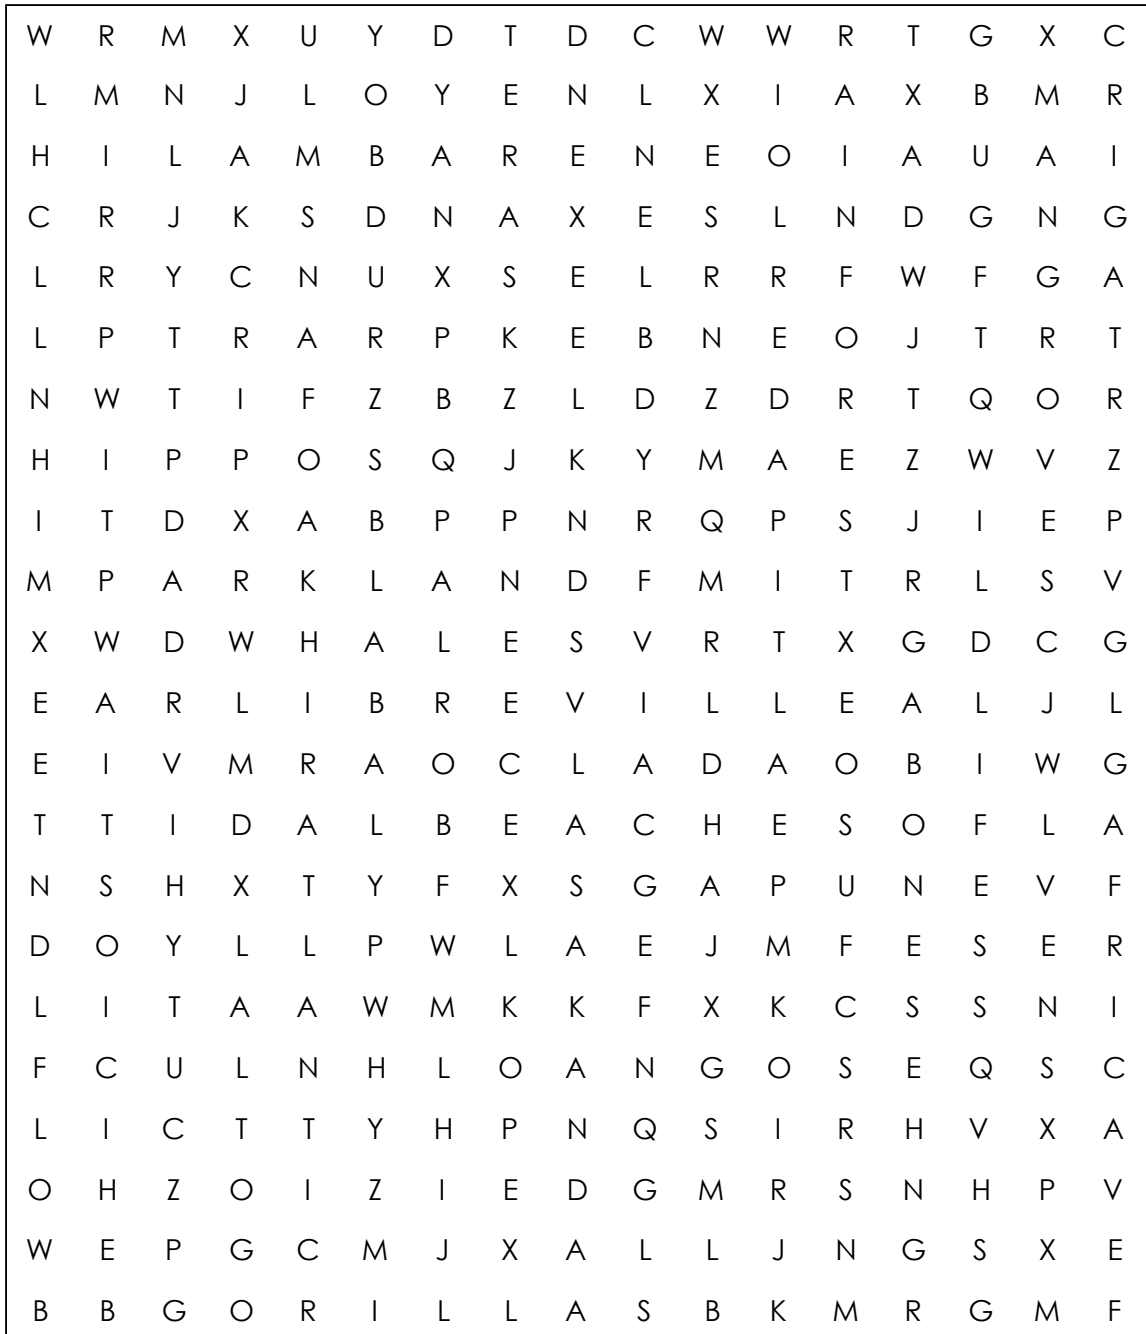 W R M X U Y D T D C W W R T G X C
L M N J L O Y E N L X I A X B M R
H I L A M B A R E N E O I A U A I
C R J K S D N A X E S L N D G N G
L R Y C N U X S E L R R F W F G A
L P T R A R P K E B N E O J T R T
N W T I F Z B Z L D Z D R T Q O R
H I P P O S Q J K Y M A E Z W V Z
I T D X A B P P N R Q P S J I E P
M P A R K L A N D F M I T R L S V
X W D W H A L E S V R T X G D C G
E A R L I B R E V I L L E A L J L
E I V M R A O C L A D A O B I W G
T T I D A L B E A C H E S O F L A
N S H X T Y F X S G A P U N E V F
D O Y L L P W L A E J M F E S E R
L I T A A W M K K F X K C S S N I
F C U L N H L O A N G O S E Q S C
L I C T T Y H P N Q S I R H V X A
O H Z O I Z I E D G M R S N H P V
W E P G C M J X A L L J N G S X E
B B G O R I L L A S B K M R G M F